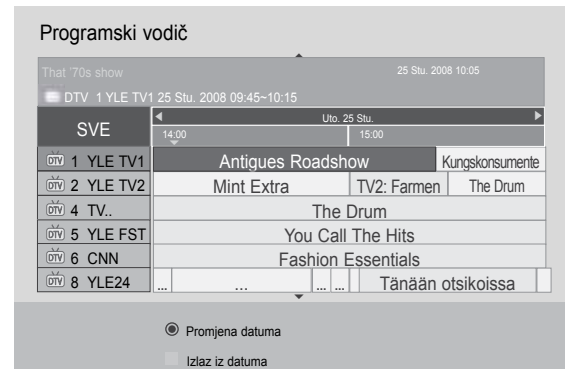 Programski vodič
That '70s show
25 Stu. 2008 10:05
DTV 1 YLE TV1 25 Stu. 2008 09:45~10:15
SVE
Uto. 25 Stu.
14:00 15:00
DTV 1 YLE TV1 Antigues Roadshow Kungskonsumente
DTV 2 YLE TV2 Mint Extra TV2: Farmen The Drum
DTV 4 TV.. The Drum
DTV 5 YLE FST You Call The Hits
DTV 6 CNN Fashion Essentials
DTV 8 YLE24 ... ... ... ... Tänään otsikoissa
Promjena datuma
Izlaz iz datuma